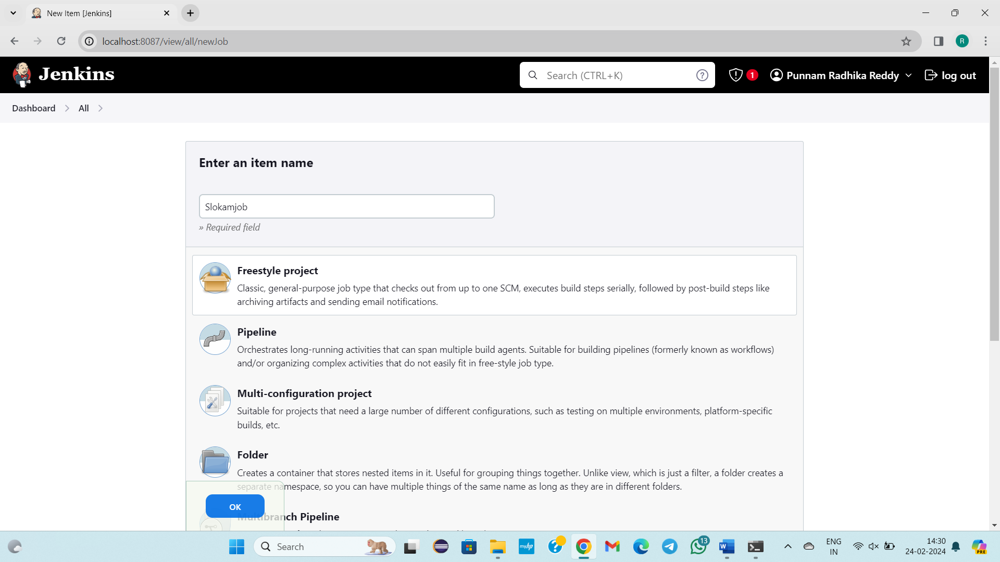 New Item [Jenkins]
localhost:8087/view/all/newJob
Jenkins
Search (CTRL+K)
?
1
Punnam Radhika Reddy
log out
R
Dashboard
All
Enter an item name
Slokamjob
» Required field
Freestyle project
Classic, general-purpose job type that checks out from up to one SCM, executes build steps serially, followed by post-build steps like
archiving artifacts and sending email notifications.
Pipeline
Orchestrates long-running activities that can span multiple build agents. Suitable for building pipelines (formerly known as workflows)
and/or organizing complex activities that do not easily fit in free-style job type.
Multi-configuration project
Suitable for projects that need a large number of different configurations, such as testing on multiple environments, platform-specific
builds, etc.
Folder
Creates a container that stores nested items in it. Useful for grouping things together. Unlike view, which is just a filter, a folder creates a
separate namespace, so you can have multiple things of the same name as long as they are in different folders.
OK
Multibranch Pipeline
Search
myhp
13
W
PRE
ENG
IN
14:30
24-02-2024